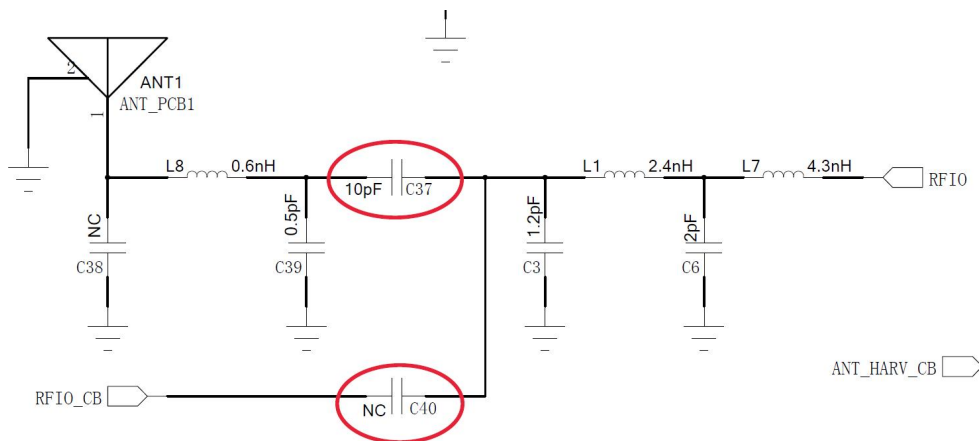 2
ANT1
ANT_PCB1
1
L8 0.6nH
10pF C37
L1 2.4nH
L7 4.3nH
RFIO
NC
C38
0.5pF
C39
1.2pF
C3
2pF
C6
ANT_HARV_CB
RFIO_CB
NC C40